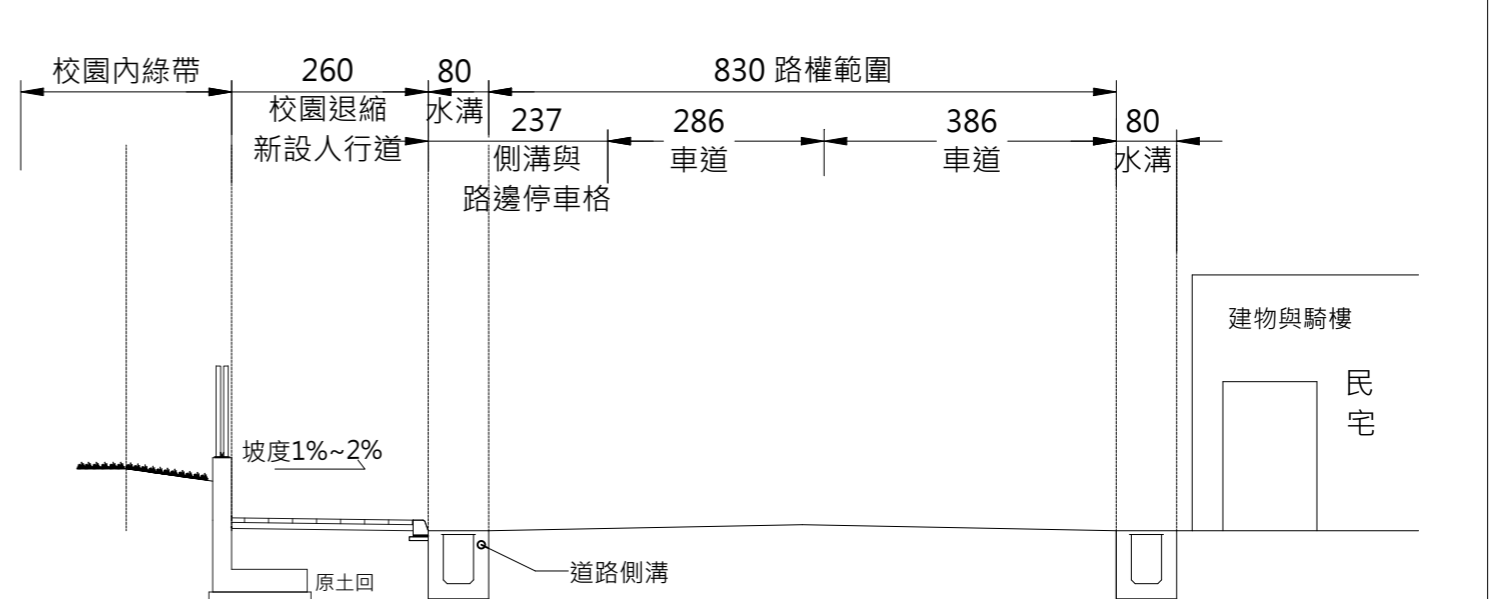 校園內綠帶
260
80
830 路權範圍
校園退縮
新設人行道
水溝
237
側溝與
路邊停車格
286
車道
386
車道
80
水溝
建物與騎樓
民
宅
坡度1%~2%
道路側溝
原土回